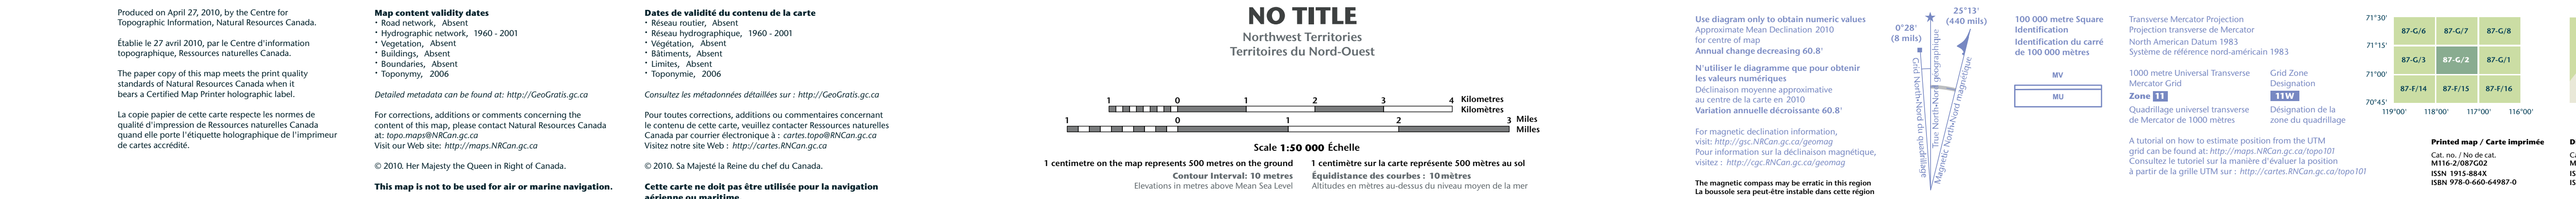 Produced on April 27, 2010, by the Centre for
Topographic Information, Natural Resources Canada.
Établie le 27 avril 2010, par le Centre d'information
topographique, Ressources naturelles Canada.
The paper copy of this map meets the print quality
standards of Natural Resources Canada when it
bears a Certified Map Printer holographic label.
La copie papier de cette carte respecte les normes de
qualité d'impression de Ressources naturelles Canada
quand elle porte l'étiquette holographique de l'imprimeur
de cartes accrédité.
Map content validity dates
· Road network, Absent
· Hydrographic network, 1960 - 2001
· Vegetation, Absent
· Buildings, Absent
· Boundaries, Absent
· Toponymy, 2006
Detailed metadata can be found at: http://GeoGratis.gc.ca
For corrections, additions or comments concerning the
content of this map, please contact Natural Resources Canada
at: topo.maps@NRCan.gc.ca
Visit our Web site: http://maps.NRCan.gc.ca
© 2010. Her Majesty the Queen in Right of Canada.
This map is not to be used for air or marine navigation.
Dates de validité du contenu de la carte
· Réseau routier, Absent
· Réseau hydrographique, 1960 - 2001
· Végétation, Absent
· Bâtiments, Absent
· Limites, Absent
· Toponymie, 2006
Consultez les métadonnées détaillées sur : http://GeoGratis.gc.ca
Pour toutes corrections, additions ou commentaires concernant
le contenu de cette carte, veuillez contacter Ressources naturelles
Canada par courrier électronique à : cartes.topo@NRCan.gc.ca
Visitez notre site Web : http://cartes.RNCan.gc.ca
© 2010. Sa Majesté la Reine du chef du Canada.
Cette carte ne doit pas être utilisée pour la navigation
aérienne ou maritime.
NO TITLE
Northwest Territories
Territoires du Nord-Ouest
1 0 1 2 3 4 Kilometres
Kilomètres
1 0 1 2 3 Miles
Milles
Scale 1:50 000 Échelle
1 centimetre on the map represents 500 metres on the ground
Contour Interval: 10 metres
Elevations in metres above Mean Sea Level
1 centimètre sur la carte représente 500 mètres au sol
Équidistance des courbes : 10 mètres
Altitudes en mètres au-dessus du niveau moyen de la mer
Use diagram only to obtain numeric values
Approximate Mean Declination 2010
for centre of map
Annual change decreasing 60.8'
N'utiliser le diagramme que pour obtenir
les valeurs numériques
Déclinaison moyenne approximative
au centre de la carte en 2010
Variation annuelle décroissante 60.8'
For magnetic declination information,
visit: http://gsc.NRCan.gc.ca/geomag
Pour information sur la déclinaison magnétique,
visitez : http://cgc.RNCan.gc.ca/geomag
The magnetic compass may be erratic in this region
La boussole sera peut-être instable dans cette région
0°28'
(8 mils)
25°13'
(440 mils)
Grid North•Nord du quadrillage
True North•Nord géographique
Magnetic North•Nord magnétique
100 000 metre Square
Identification
Identification du carré
de 100 000 mètres
MV
MU
Transverse Mercator Projection
Projection transverse de Mercator
North American Datum 1983
Système de référence nord-américain 1983
1000 metre Universal Transverse
Mercator Grid
Zone 11
Quadrillage universel transverse
de Mercator de 1000 mètres
Grid Zone
Designation
11W
Désignation de la
zone du quadrillage
A tutorial on how to estimate position from the UTM
grid can be found at: http://maps.NRCan.gc.ca/topo101
Consultez le tutoriel sur la manière d'évaluer la position
à partir de la grille UTM sur : http://cartes.RNCan.gc.ca/topo101
71°30'
87-G/6 87-G/7 87-G/8
71°15'
87-G/3 87-G/2 87-G/1
71°00'
87-F/14 87-F/15 87-F/16
70°45'
119°00' 118°00' 117°00' 116°00'
Printed map / Carte imprimée
Cat. no. / No de cat.
M116-2/087G02
ISSN 1915-884X
ISBN 978-0-660-64987-0